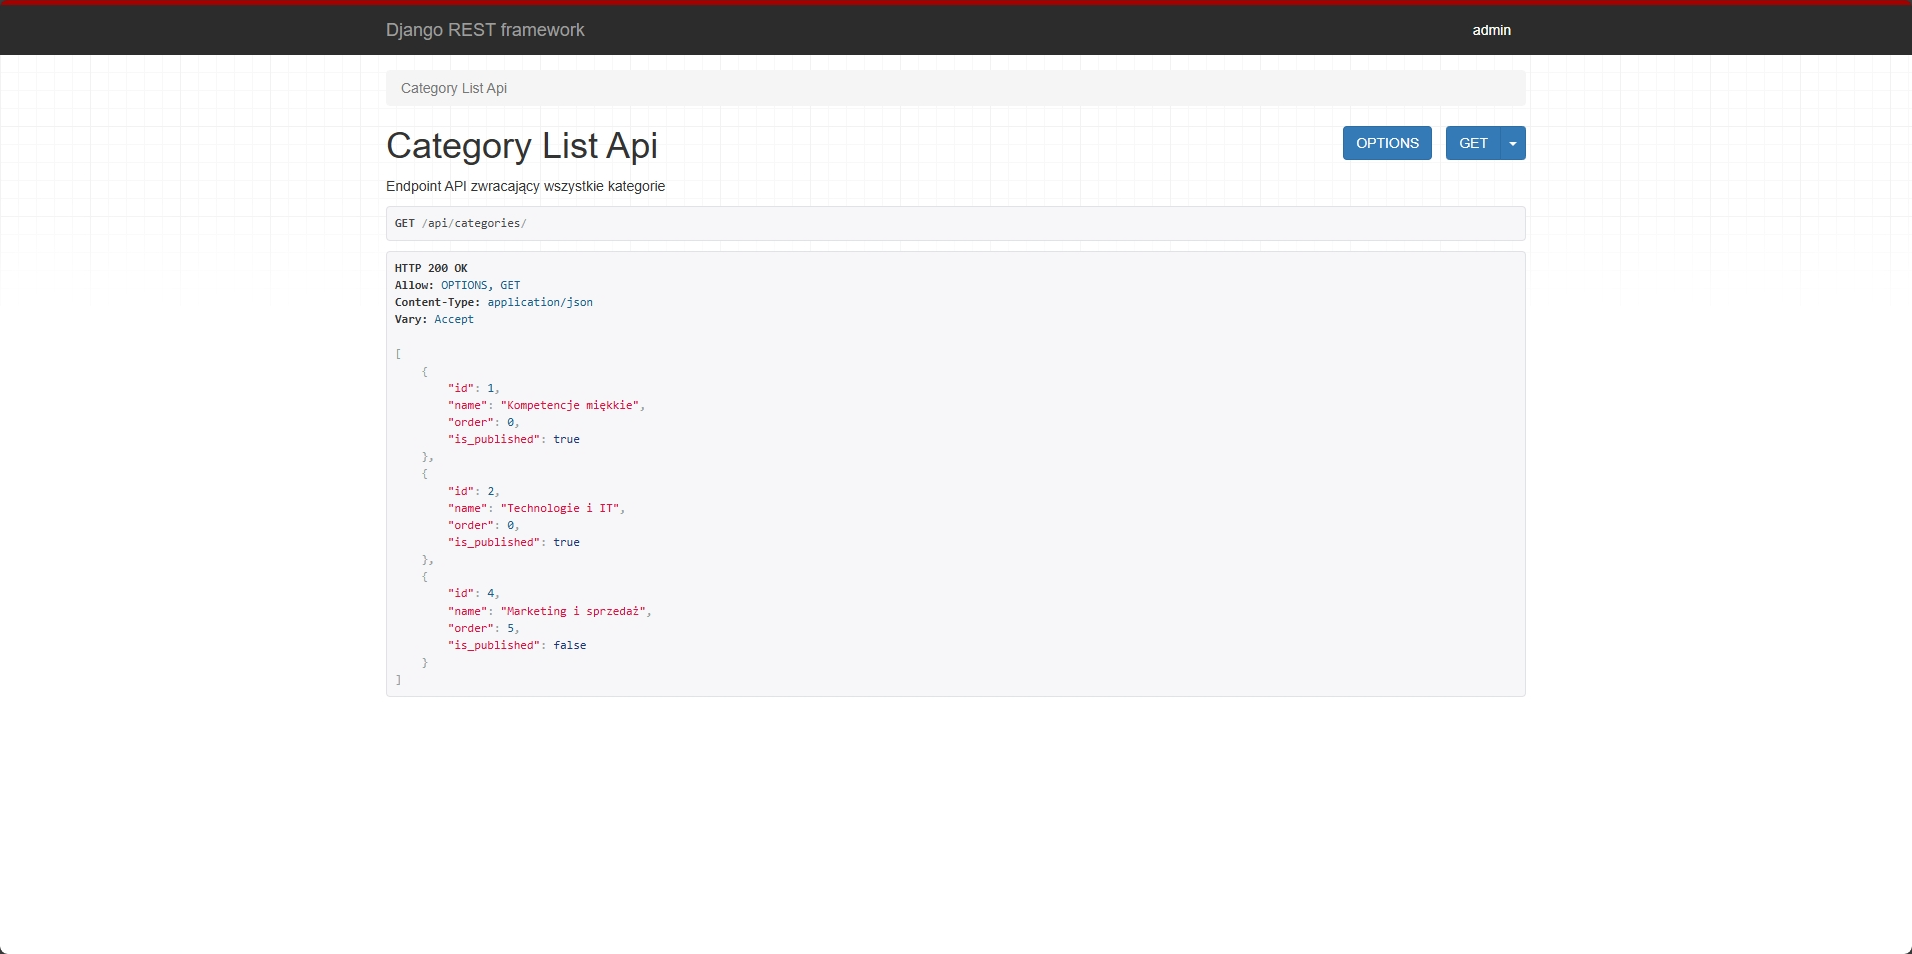 Django REST framework
admin
Category List Api
Category List Api
OPTIONS
GET
Endpoint API zwracający wszystkie kategorie
GET /api/categories/
HTTP 200 OK
Allow: OPTIONS, GET
Content-Type: application/json
Vary: Accept
[
    {
        "id": 1,
        "name": "Kompetencje miękkie",
        "order": 0,
        "is_published": true
    },
    {
        "id": 2,
        "name": "Technologie i IT",
        "order": 0,
        "is_published": true
    },
    {
        "id": 4,
        "name": "Marketing i sprzedaż",
        "order": 5,
        "is_published": false
    }
]